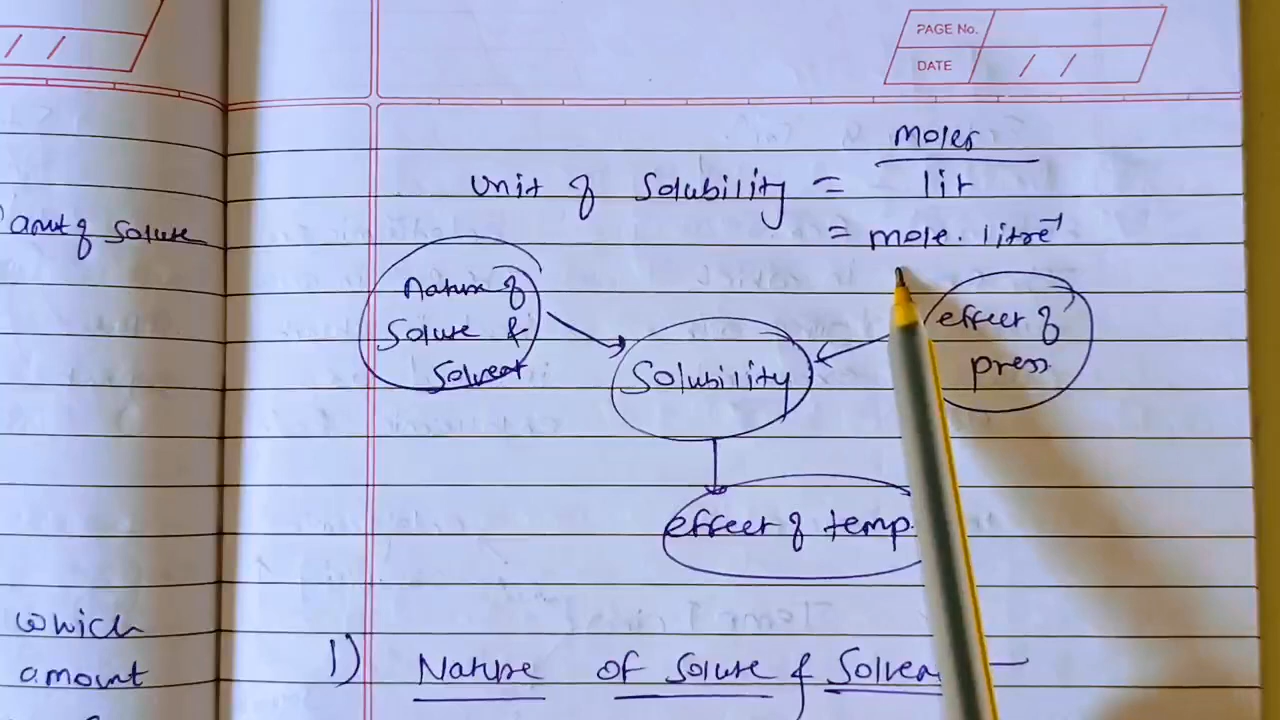 / /
PAGE No.
DATE / /
moles
unit of Solubility = lit
amt of Solute
= mole. litre⁻¹
nature of
Solute &
Solvent
Solubility
effect of
press
effect of temp.
which
amount
1) Nature of Solute & Solven